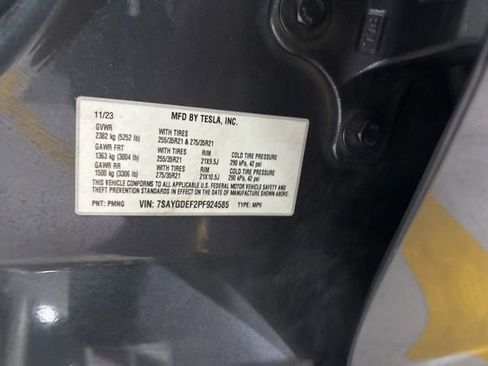 11/23 MFD BY TESLA, INC.
GVWR WITH TIRES
2382 kg (5252 lb) 255/35R21 & 275/35R21
GAWR FRT WITH TIRES RIM COLD TIRE PRESSURE
1363 kg (3004 lb) 255/35R21 21X9.5J 290 kPa, 42 psi
GAWR RR WITH TIRES RIM COLD TIRE PRESSURE
1500 kg (3306 lb) 275/35R21 21X10.5J 290 kPa, 42 psi
THIS VEHICLE CONFORMS TO ALL APPLICABLE U.S. FEDERAL MOTOR VEHICLE SAFETY AND
THEFT PREVENTION STANDARDS IN EFFECT ON THE DATE OF MANUFACTURE SHOWN ABOVE.
PNT: PMNG VIN: 7SAYGDEF2PF924585 TYPE: MPV